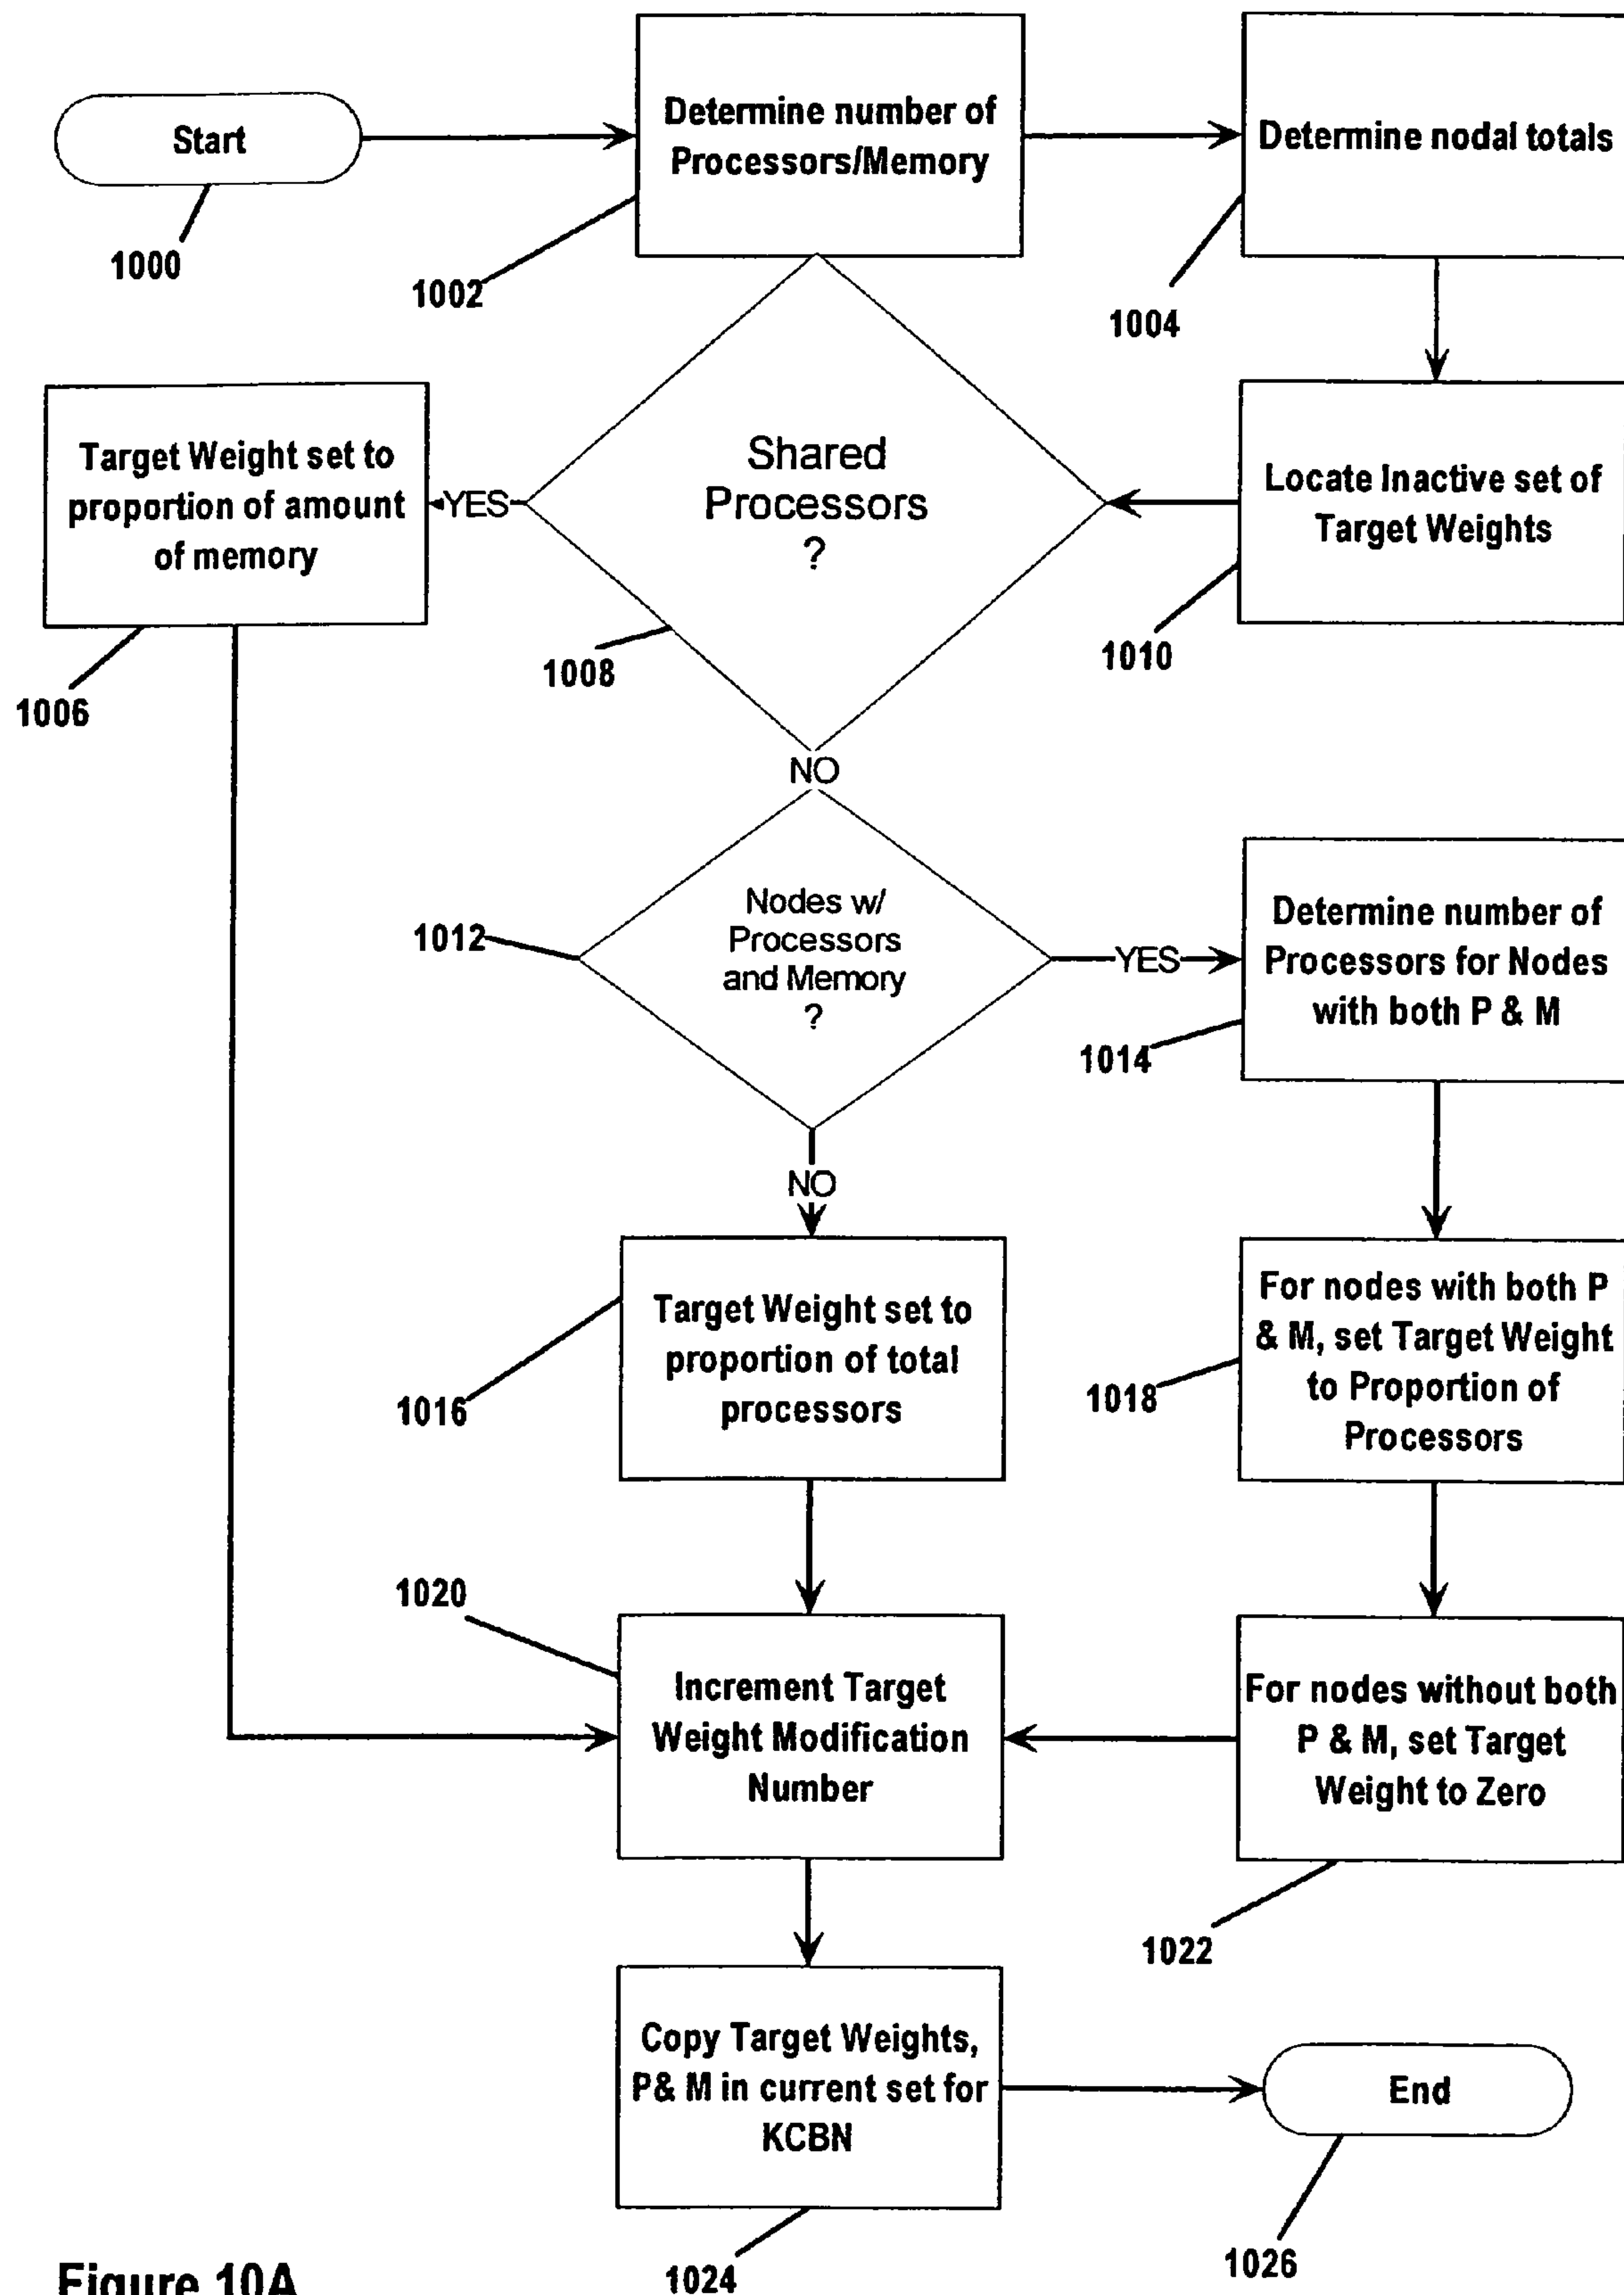 Start
1000
Determine number of
Processors/Memory
1002
Determine nodal totals
1004
Target Weight set to
proportion of amount
of memory
1006
YES
Shared
Processors
?
1008
Locate Inactive set of
Target Weights
1010
NO
Nodes w/
Processors
and Memory
?
1012
YES
Determine number of
Processors for Nodes
with both P & M
1014
NO
Target Weight set to
proportion of total
processors
1016
For nodes with both P
& M, set Target Weight
to Proportion of
Processors
1018
1020
Increment Target
Weight Modification
Number
For nodes without both
P & M, set Target
Weight to Zero
1022
Copy Target Weights,
P& M in current set for
KCBN
1024
End
1026
Figure 10A